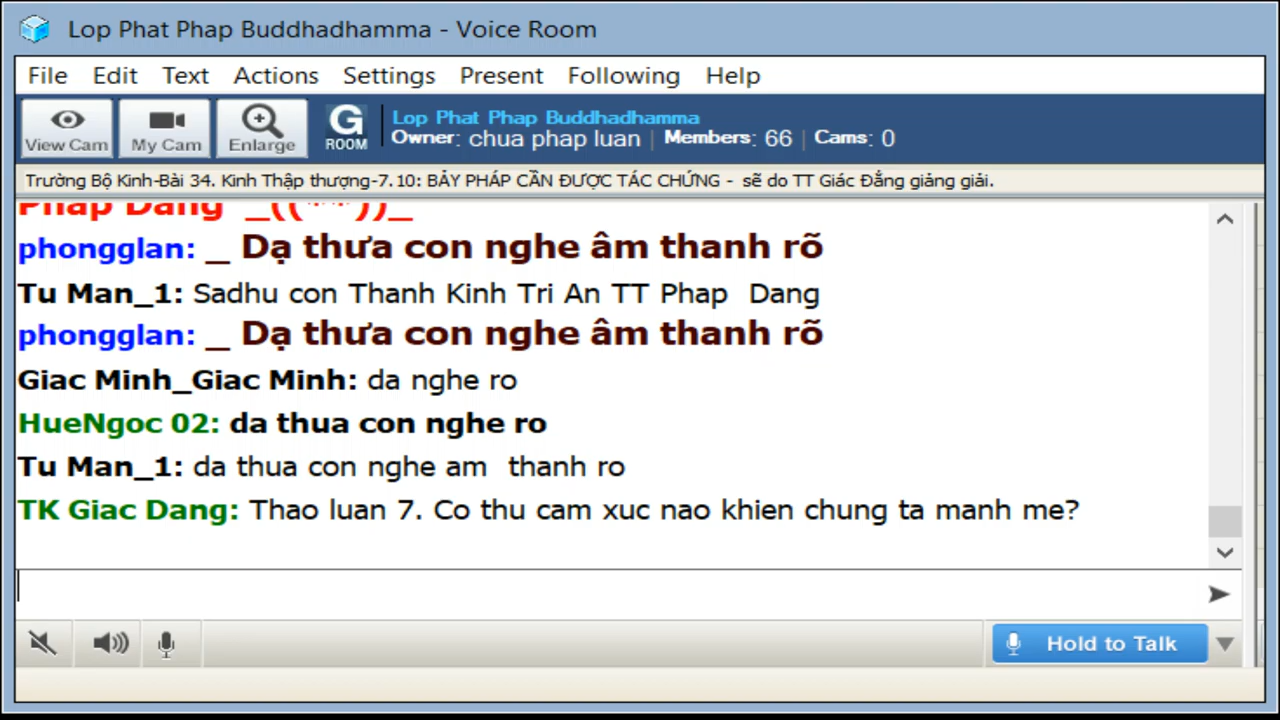 Lop Phat Phap Buddhadhamma - Voice Room
File Edit Text Actions Settings Present Following Help
View Cam My Cam Enlarge G ROOM
Lop Phat Phap Buddhadhamma
Owner: chua phap luan | Members: 66 | Cams: 0
Trường Bộ Kinh-Bài 34. Kinh Thập thượng-7.10: BẢY PHÁP CẦN ĐƯỢC TÁC CHỨNG - sẽ do TT Giác Đẳng giảng giải.
Phap Dang _((**))_
phongglan: _ Dạ thưa con nghe âm thanh rõ
Tu Man_1: Sadhu con Thanh Kinh Tri An TT Phap Dang
phongglan: _ Dạ thưa con nghe âm thanh rõ
Giac Minh_Giac Minh: da nghe ro
HueNgoc 02: da thua con nghe ro
Tu Man_1: da thua con nghe am thanh ro
TK Giac Dang: Thao luan 7. Co thu cam xuc nao khien chung ta manh me?
Hold to Talk